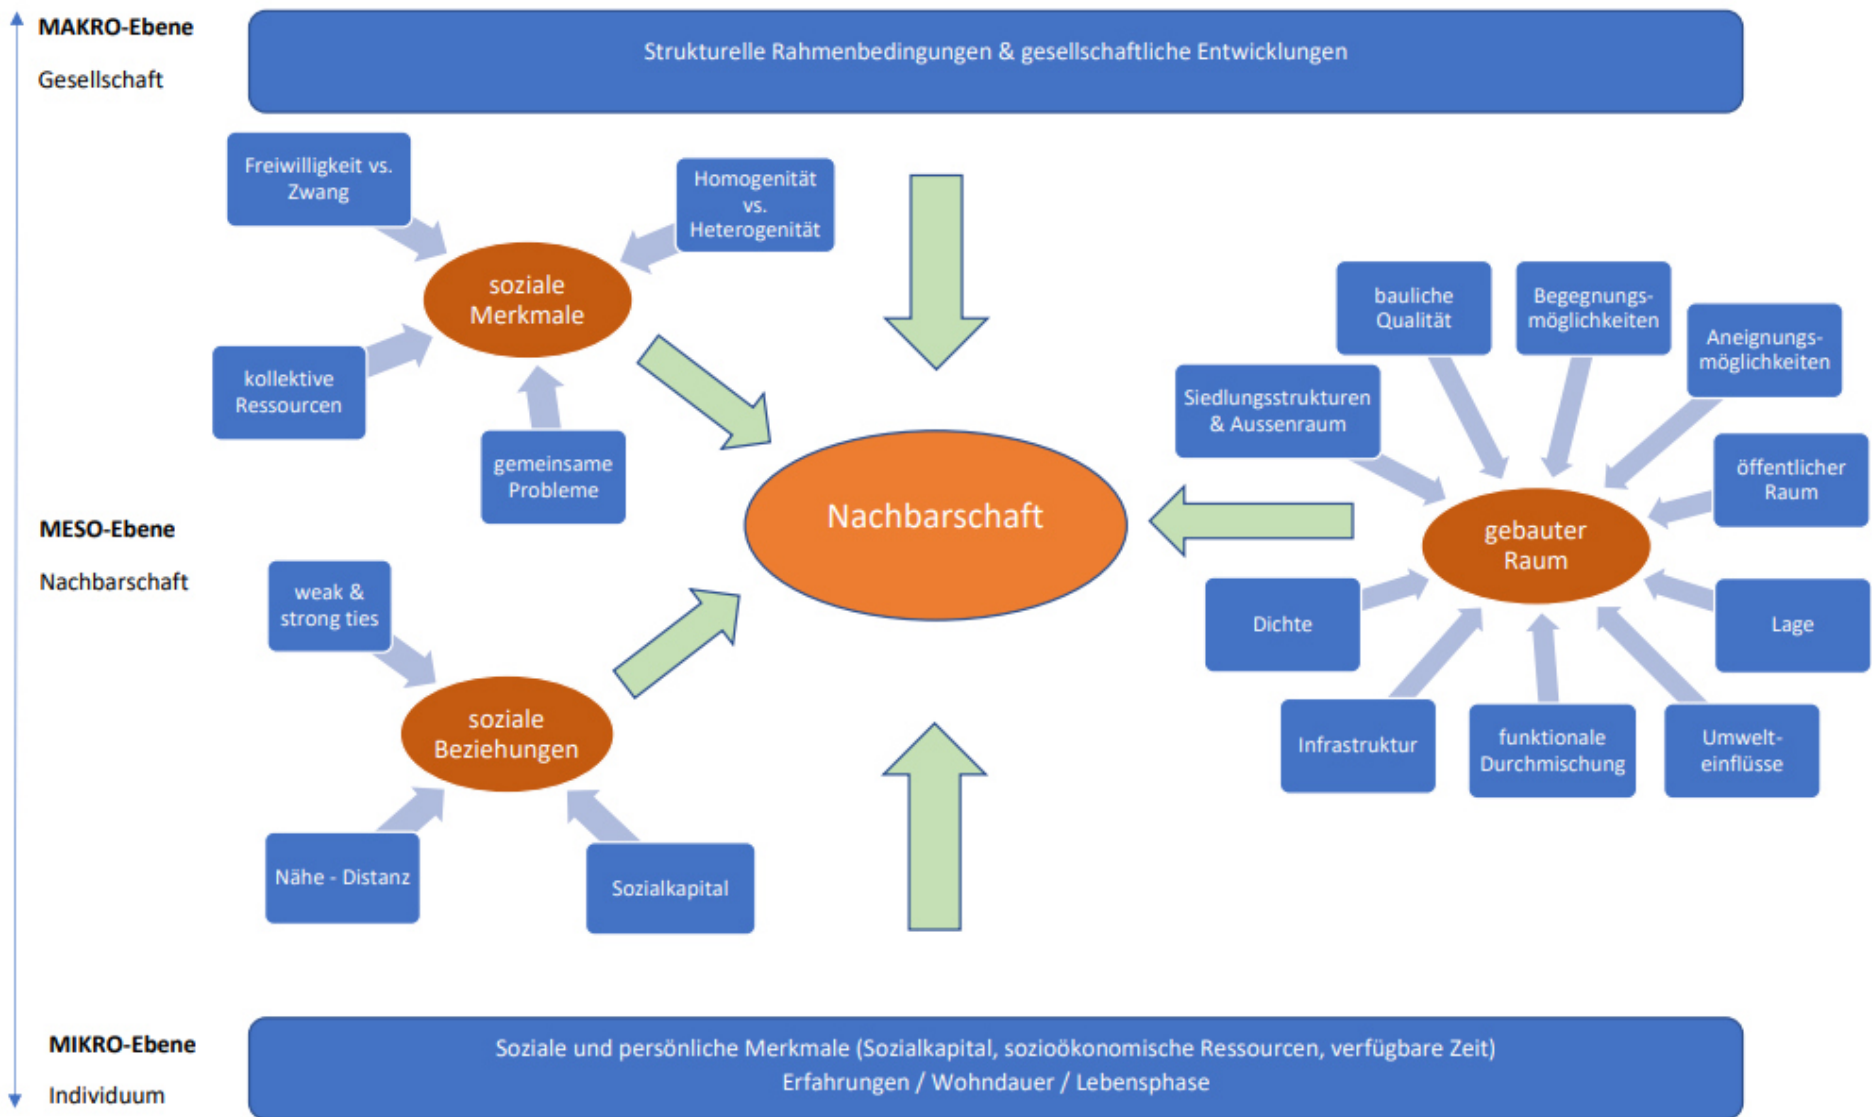 MAKRO-Ebene
Gesellschaft
Strukturelle Rahmenbedingungen & gesellschaftliche Entwicklungen
Freiwilligkeit vs.
Zwang
Homogenität
vs.
Heterogenität
soziale
Merkmale
kollektive
Ressourcen
gemeinsame
Probleme
bauliche
Qualität
Begegnungs-
möglichkeiten
Aneignungs-
möglichkeiten
Siedlungsstrukturen
& Aussenraum
öffentlicher
Raum
MESO-Ebene
Nachbarschaft
Nachbarschaft
gebauter
Raum
weak &
strong ties
Dichte
Lage
soziale
Beziehungen
Infrastruktur
funktionale
Durchmischung
Umwelt-
einflüsse
Nähe - Distanz
Sozialkapital
MIKRO-Ebene
Individuum
Soziale und persönliche Merkmale (Sozialkapital, sozioökonomische Ressourcen, verfügbare Zeit)
Erfahrungen / Wohndauer / Lebensphase